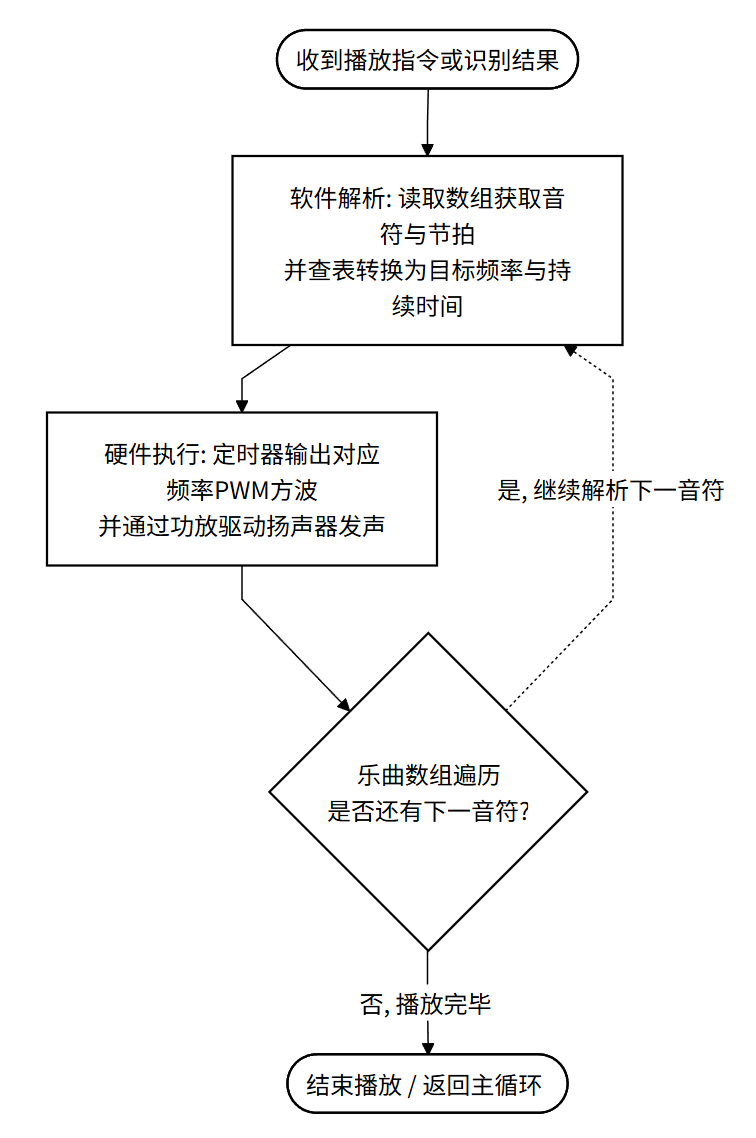 收到播放指令或识别结果
软件解析: 读取数组获取音
符与节拍
并查表转换为目标频率与持
续时间
硬件执行: 定时器输出对应
频率PWM方波
并通过功放驱动扬声器发声
是, 继续解析下一音符
乐曲数组遍历
是否还有下一音符?
否, 播放完毕
结束播放 / 返回主循环